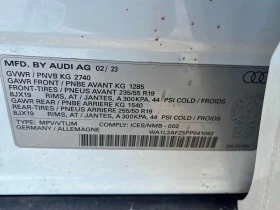 MFD. BY AUDI AG 02/23
GVWR / PNVB KG 2740
GAWR FRONT / PNBE AVANT KG 1285
FRONT-TIRES / PNEUS AVANT 235/55 R19
8JX19 RIMS, AT / JANTES, A 300KPA, 44 PSI COLD / FROIDS
GAWR REAR / PNBE ARRIERE KG 1540
REAR-TIRES / PNEUS ARRIERE 255/50 R19
8JX19 RIMS, AT / JANTES, A 300KPA, 44 PSI COLD / FROIDS
TYPE: MPV/VTUM COMPLY: ICES/NMB - 002
GERMANY / ALLEMAGNE